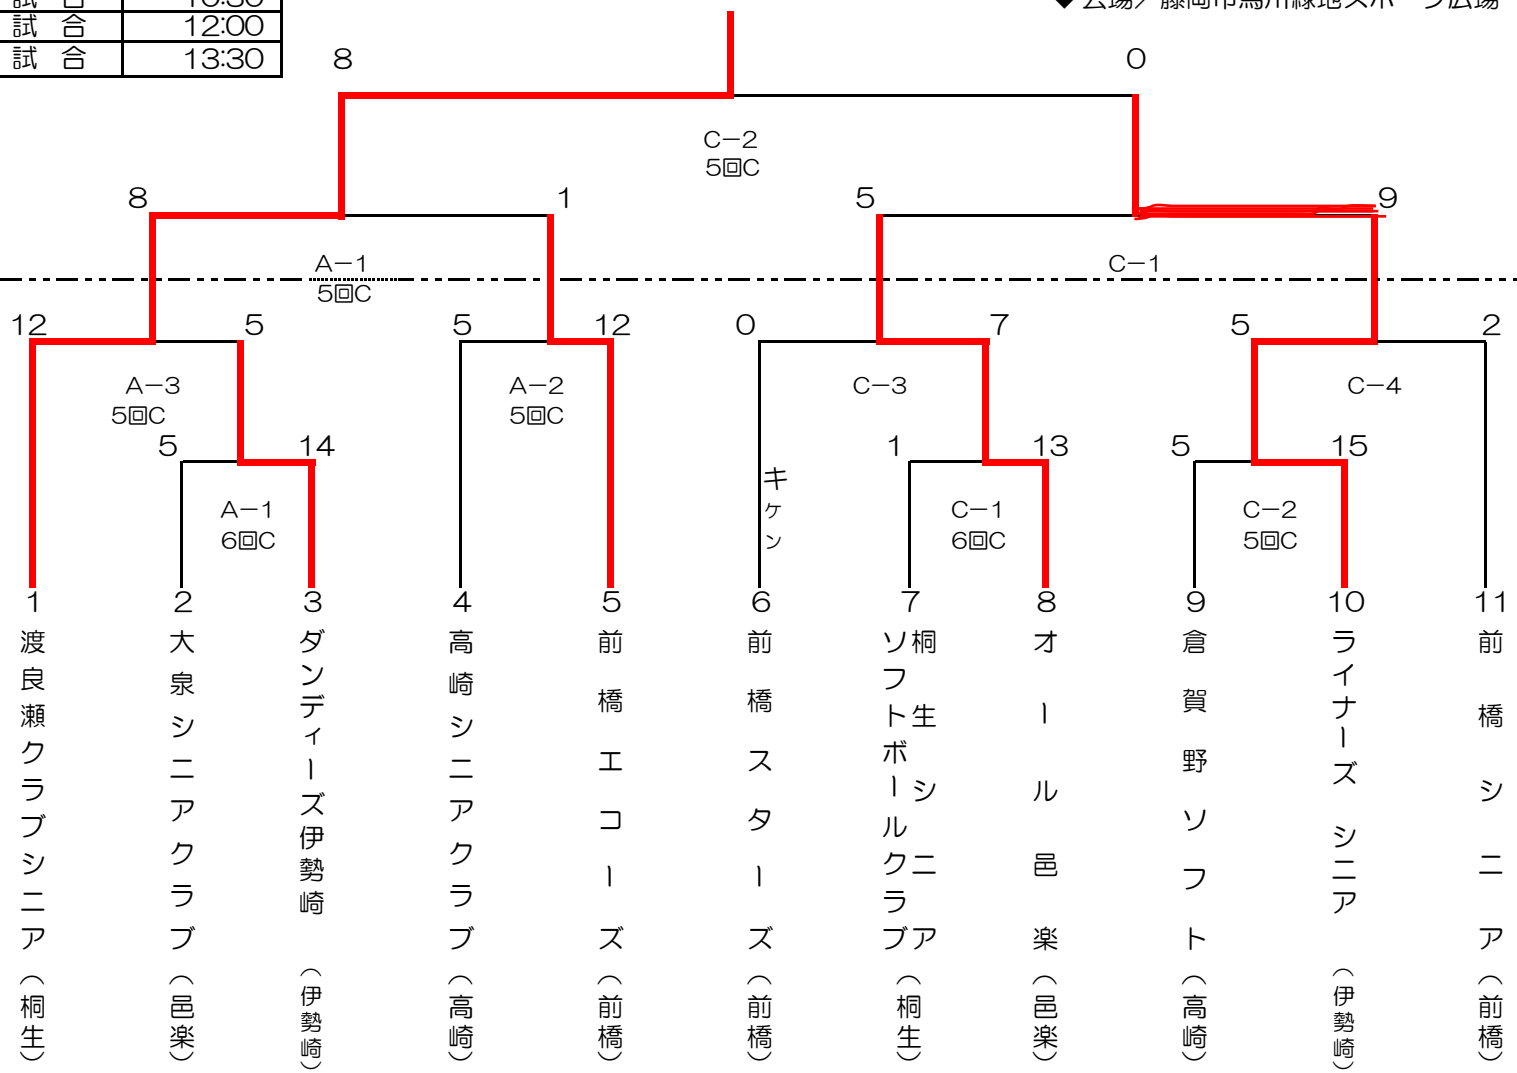 試合 12:00
試合 13:30
8 0
C-2
5回C
8 1 5 9
A-1 C-1
5回C
12 5 5 12 0 7 5 2
A-3 A-2 C-3 C-4
5回C 5回C
5 14 1 13 5 15
キケン
A-1 C-1 C-2
6回C 6回C 5回C
1 2 3 4 5 6 7 8 9 10 11
渡良瀬クラブシニア(桐生)
大泉シニアクラブ(邑楽)
ダンディーズ伊勢崎 (伊勢崎)
高崎シニアクラブ(高崎)
前橋エコーズ(前橋)
前橋スターズ(前橋)
桐生シニア
ソフトボールクラブ(桐生)
オール邑楽(邑楽)
倉賀野ソフト(高崎)
ライナーズ シニア (伊勢崎)
前橋シニア(前橋)